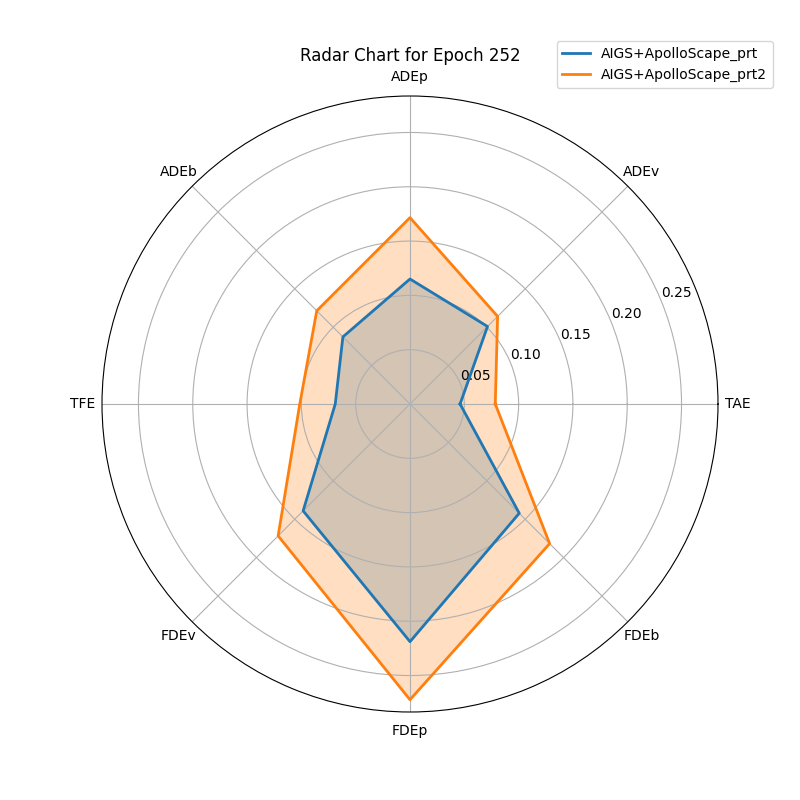 Radar Chart for Epoch 252
AIGS+ApolloScape_prt
AIGS+ApolloScape_prt2
ADEp
ADEb
ADEv
0.25
0.20
0.15
0.10
0.05
TFE
TAE
FDEv
FDEb
FDEp